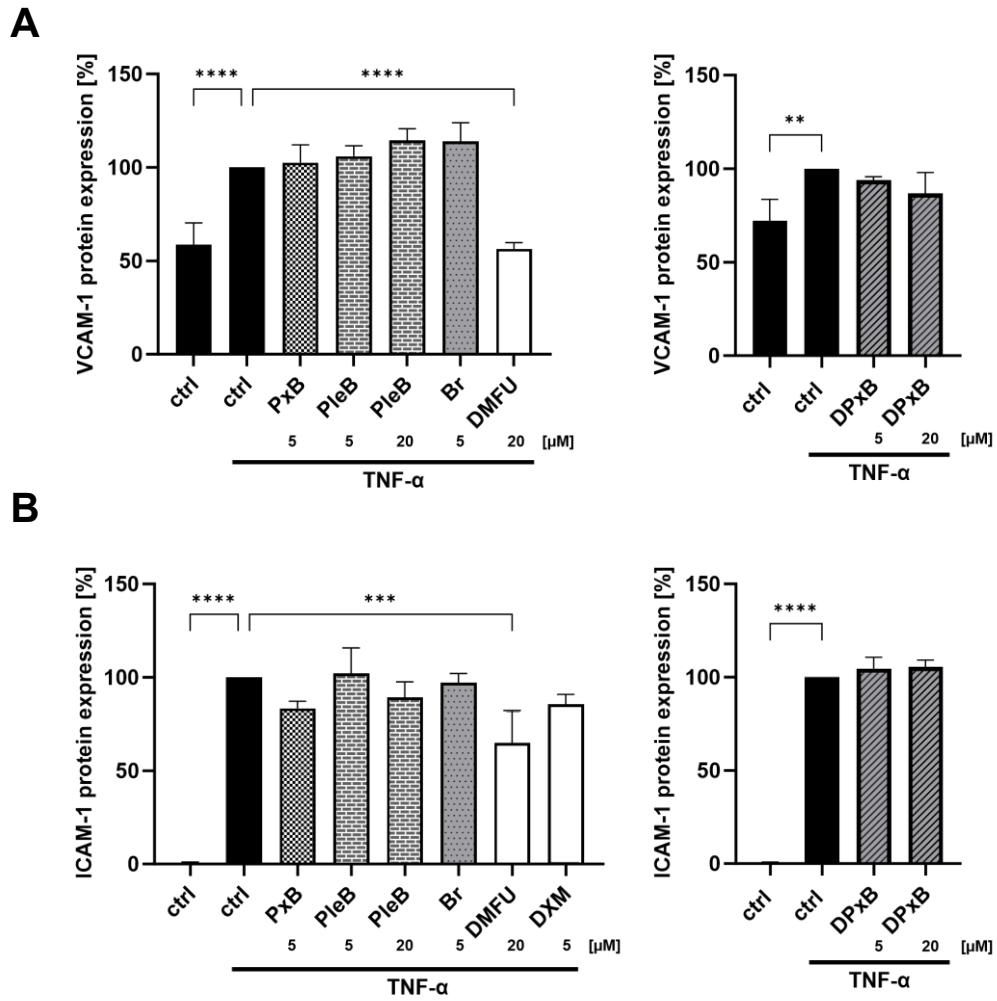 A
VCAM-1 protein expression [%]
150
100
50
0
****
****
ctrl
ctrl
PxB
PleB
PleB
Br
DMFU
5
5
20
5
20
[µM]
TNF-α
VCAM-1 protein expression [%]
150
100
50
0
**
ctrl
ctrl
DPxB
DPxB
5
20
[µM]
TNF-α
B
ICAM-1 protein expression [%]
150
100
50
0
****
***
ctrl
ctrl
PxB
PleB
PleB
Br
DMFU
DXM
5
5
20
5
20
5
[µM]
TNF-α
ICAM-1 protein expression [%]
150
100
50
0
****
ctrl
ctrl
DPxB
DPxB
5
20
[µM]
TNF-α